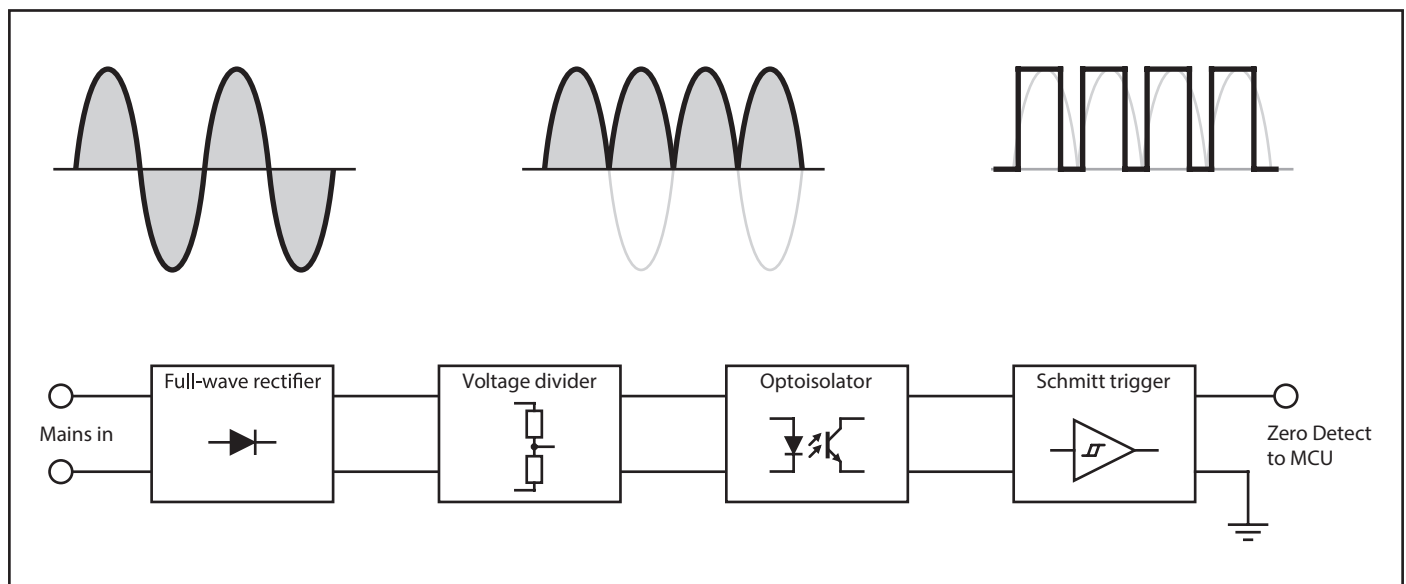 Full-wave rectifier
Voltage divider
Optoisolator
Schmitt trigger
Mains in
Zero Detect
to MCU